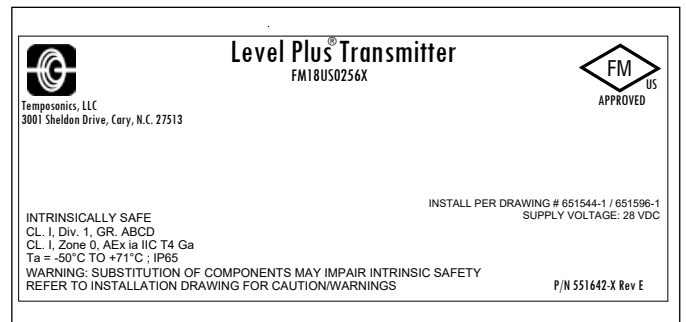 Level Plus® Transmitter
FM18US0256X
FM
US
APPROVED
Temposonics, LLC
3001 Sheldon Drive, Cary, N.C. 27513
INSTALL PER DRAWING # 651544-1 / 651596-1
SUPPLY VOLTAGE: 28 VDC
INTRINSICALLY SAFE
CL. I, Div. 1, GR. ABCD
CL. I, Zone 0, AEx ia IIC T4 Ga
Ta = -50°C TO +71°C ; IP65
WARNING: SUBSTITUTION OF COMPONENTS MAY IMPAIR INTRINSIC SAFETY
REFER TO INSTALLATION DRAWING FOR CAUTION/WARNINGS
P/N 551642-X Rev E